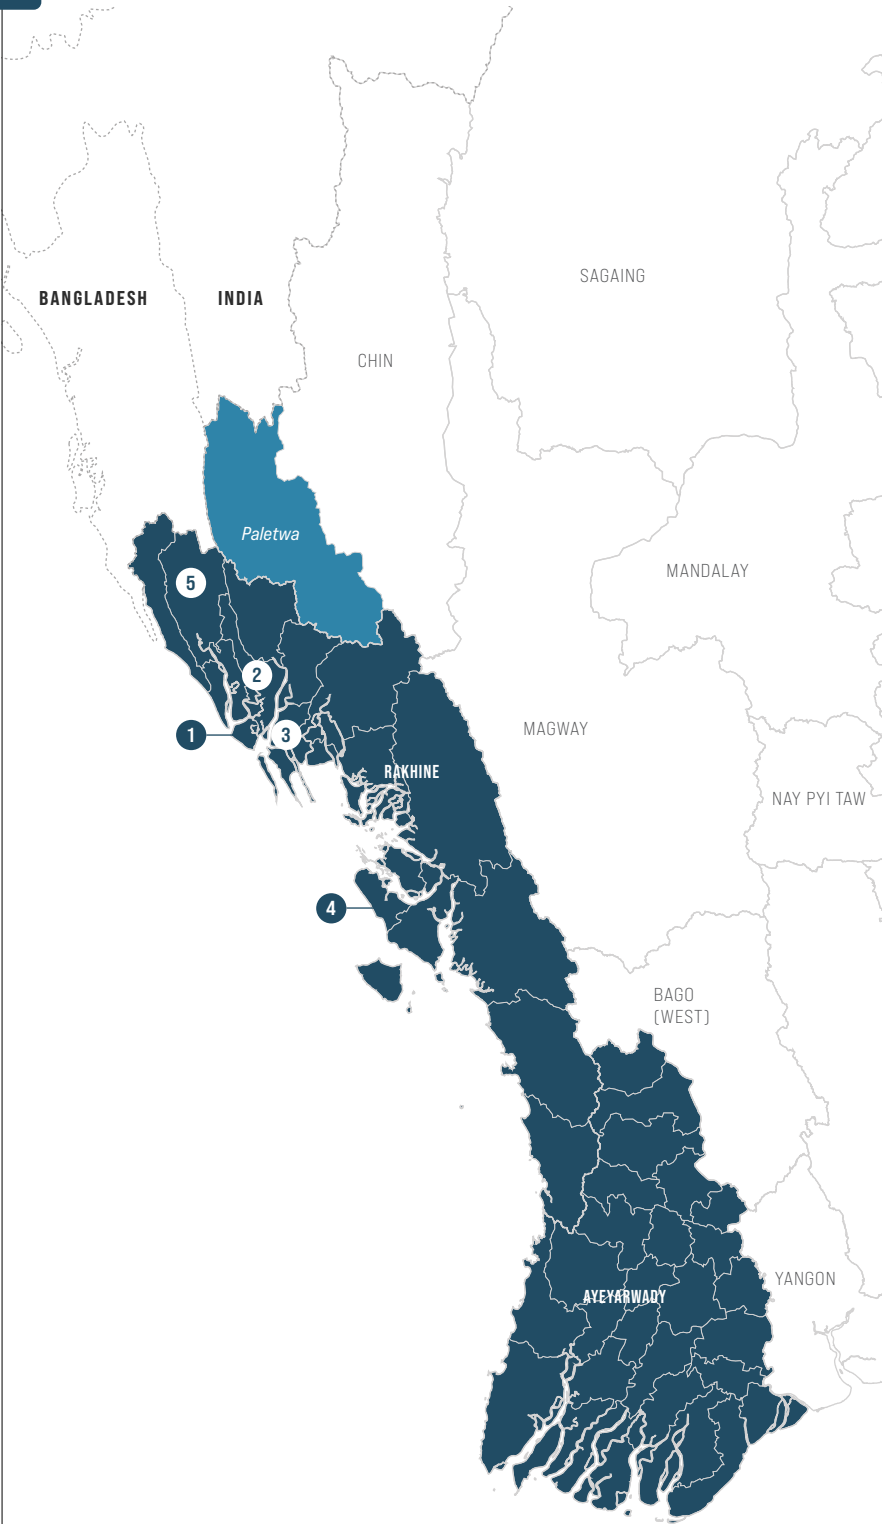 SAGAING
BANGLADESH
INDIA
CHIN
Paletwa
MANDALAY
5
2
MAGWAY
1
3
RAKHINE
NAY PYI TAW
4
BAGO
(WEST)
YANGON
AYEYARWADY